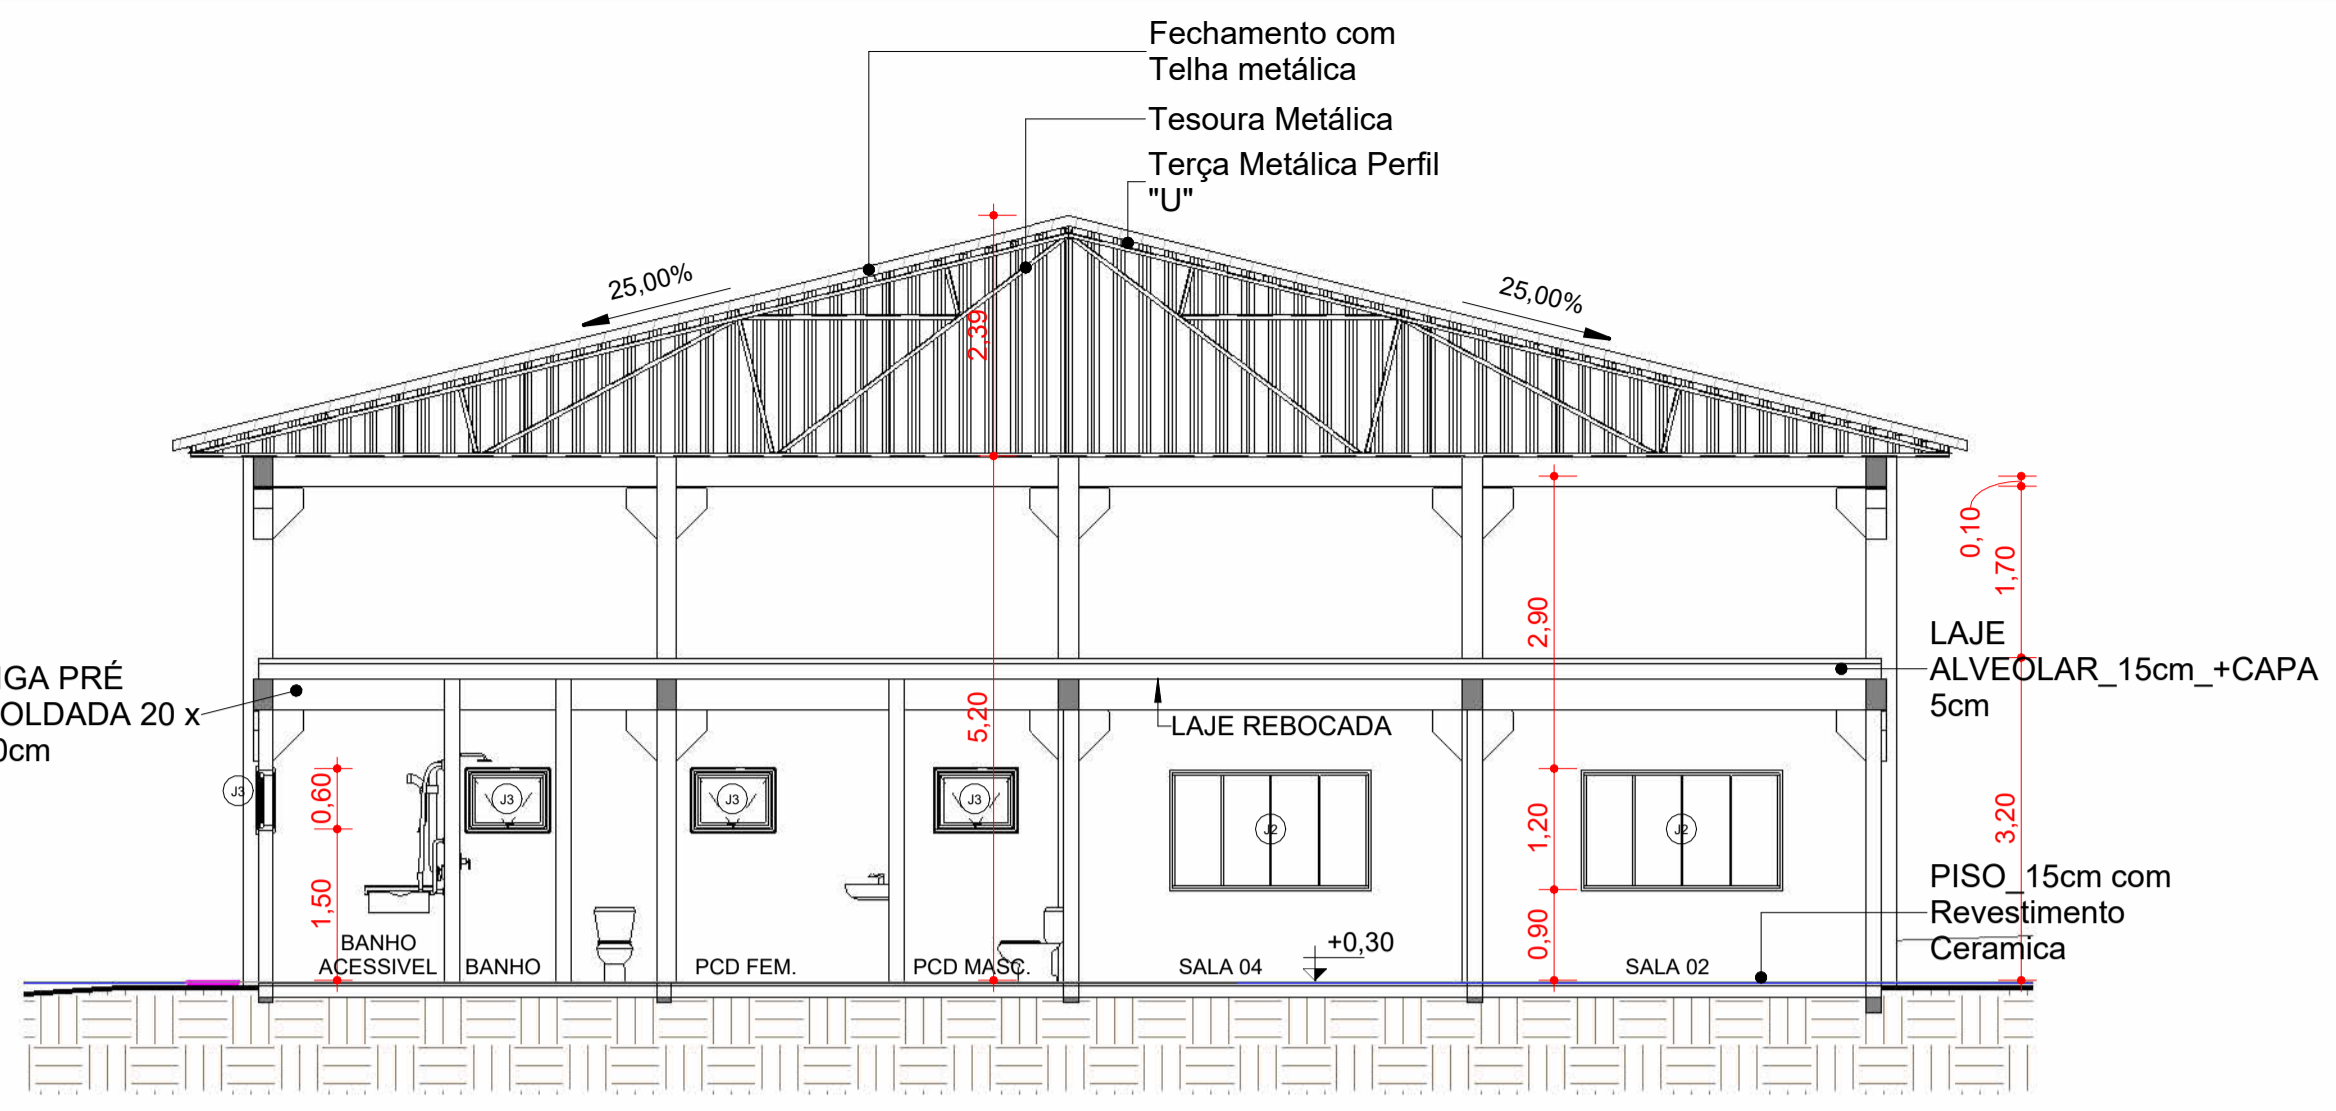 Fechamento com
Telha metálica
Tesoura Metálica
Terça Metálica Perfil
"U"
25,00%
25,00%
2,39
0,10
1,70
2,90
LAJE
ALVEOLAR_15cm_+CAPA
5cm
IGA PRÉ
OLDADA 20 x
0cm
5,20
LAJE REBOCADA
J3
0,60
J3
J3
J3
J2
J2
1,20
3,20
1,50
0,90
PISO_15cm com
Revestimento
Ceramica
+0,30
BANHO
ACESSIVEL
BANHO
PCD FEM.
PCD MASC.
SALA 04
SALA 02